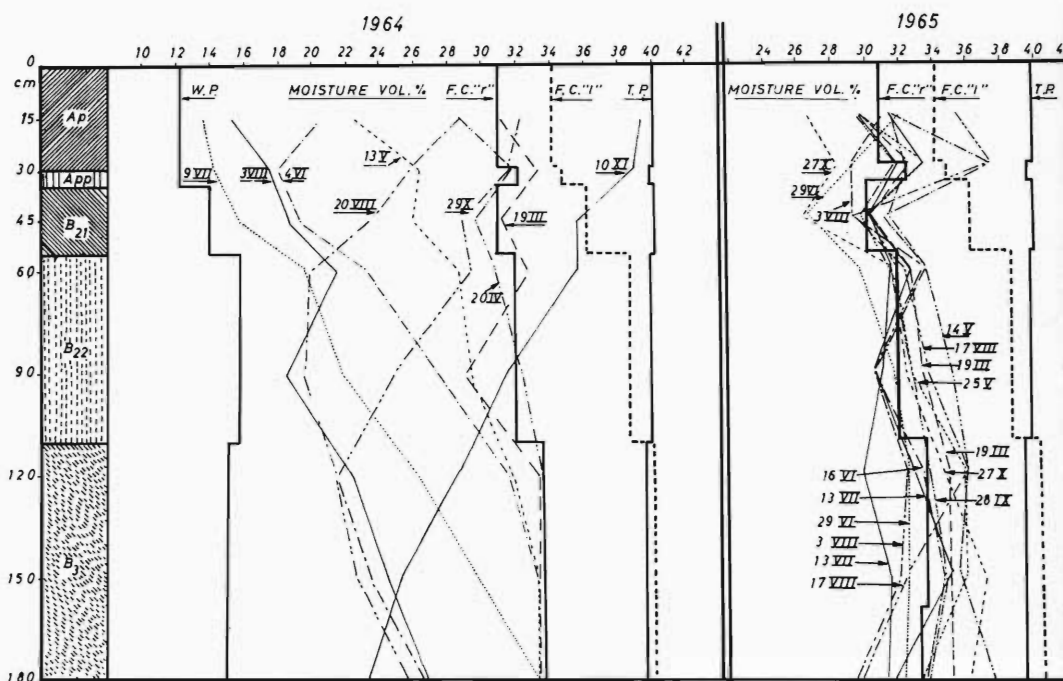 1964
1965
10 12 14 16 18 20 22 24 26 28 30 32 34 36 38 40 42
24 26 28 30 32 34 36 38 40 4
0
cm
W.P. MOISTURE VOL.% F.C."r" F.C."l" T.P.
MOISTURE VOL.% F.C."r" F.C."l" T.P.
15
Ap
30
App
9 VII 3 VIII 4 VI 13 V 10 XI
27 X
29 VI
20 VIII 29 X 19 III
3 VIII
45
B21
60
20 IV
B22
14 V
17 VIII
90
19 III
25 V
19 III
120
16 VI
27 X
13 VII
28 IX
29 VI
3 VIII
B3
13 VII
150
17 VIII
180